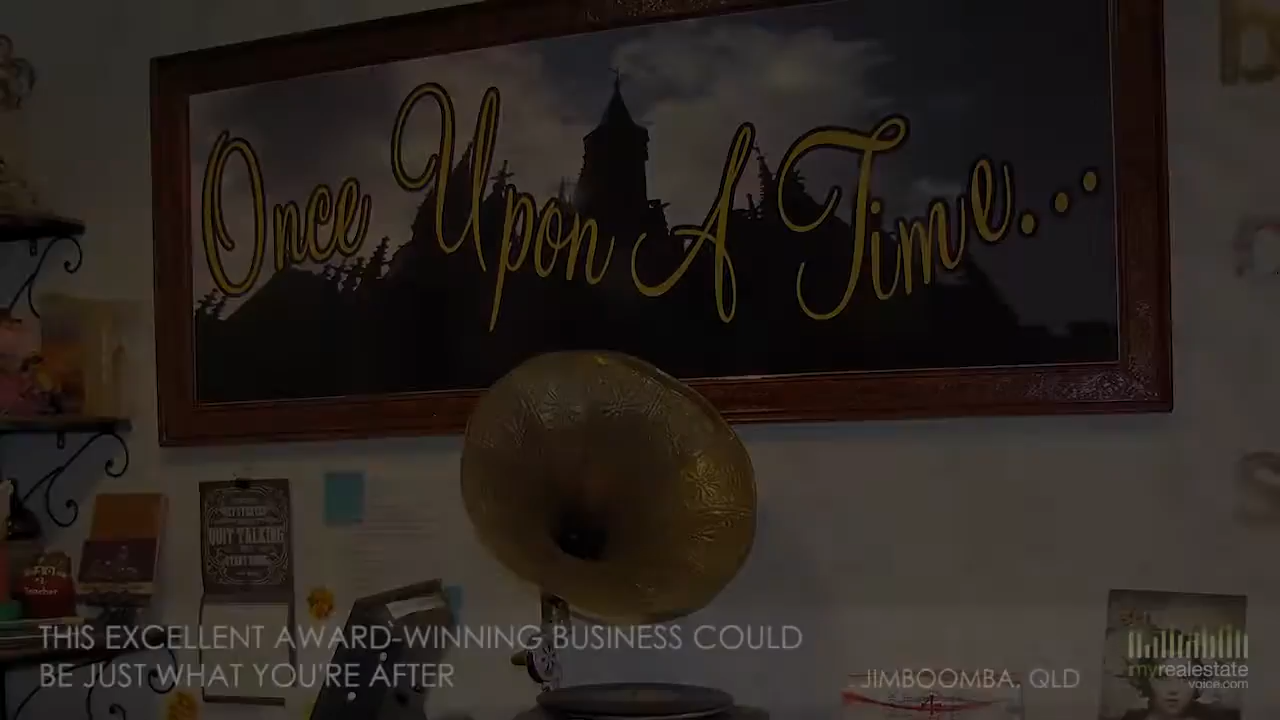 Once Upon A Time...
QUIT TALKING
THIS EXCELLENT AWARD-WINNING BUSINESS COULD
BE JUST WHAT YOU'RE AFTER
JIMBOOMBA, QLD
myrealestate
voice.com